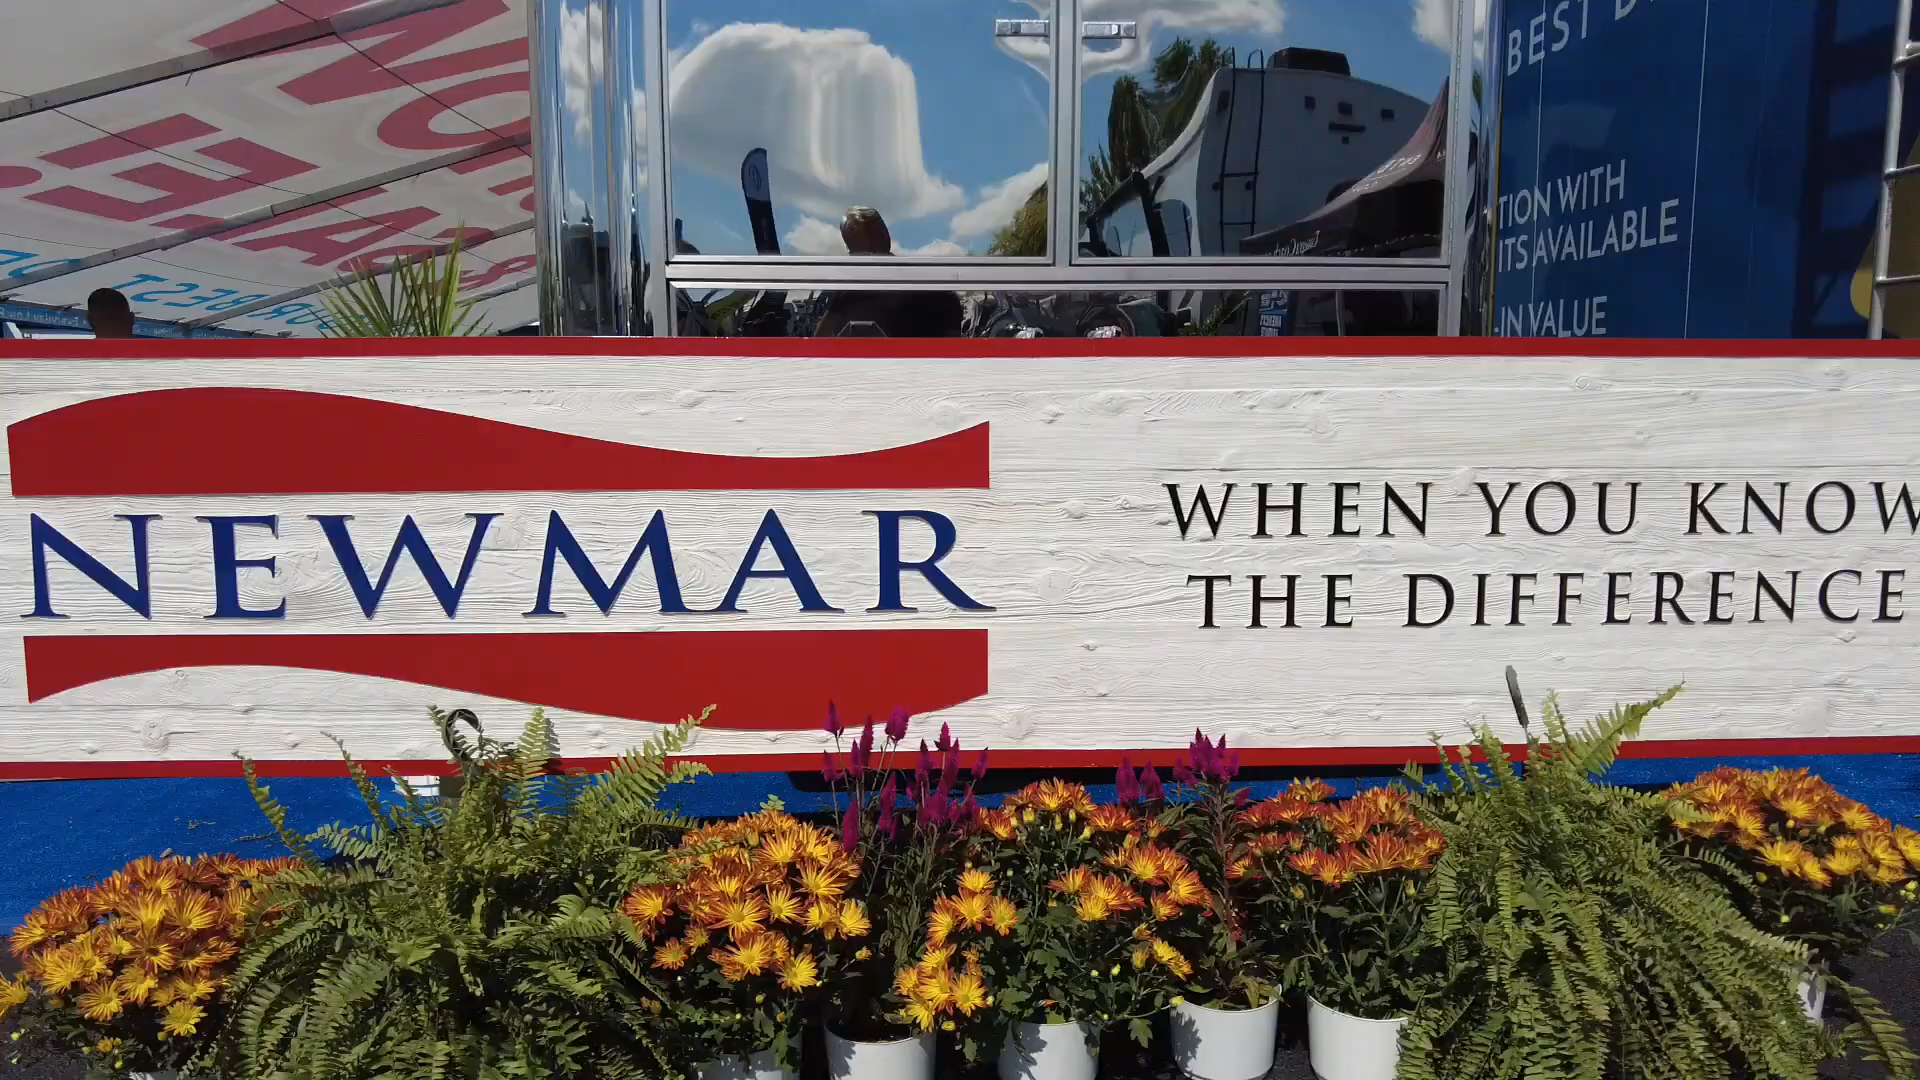 BEST
TION WITH
ITS AVAILABLE
-IN VALUE
NEWMAR
WHEN YOU KNOW
THE DIFFERENCE